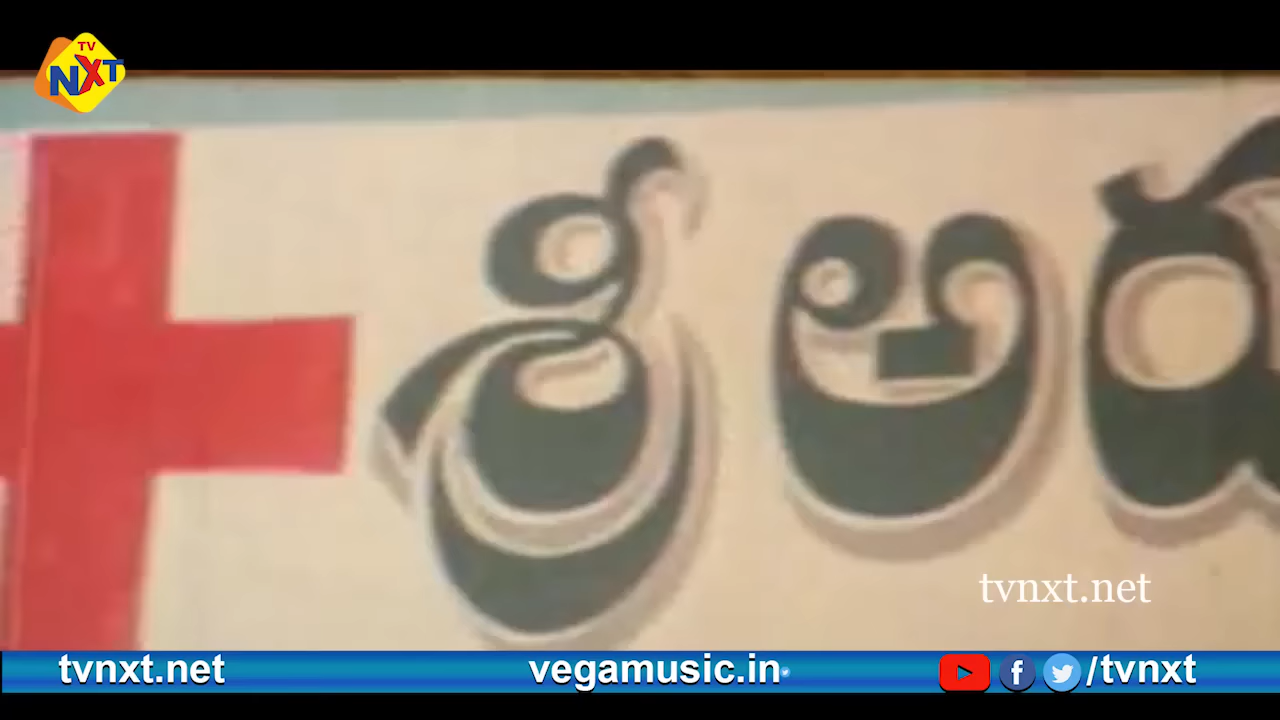 TV
NXT
శ్రీ అ
tvnxt.net
tvnxt.net vegamusic.in /tvnxt